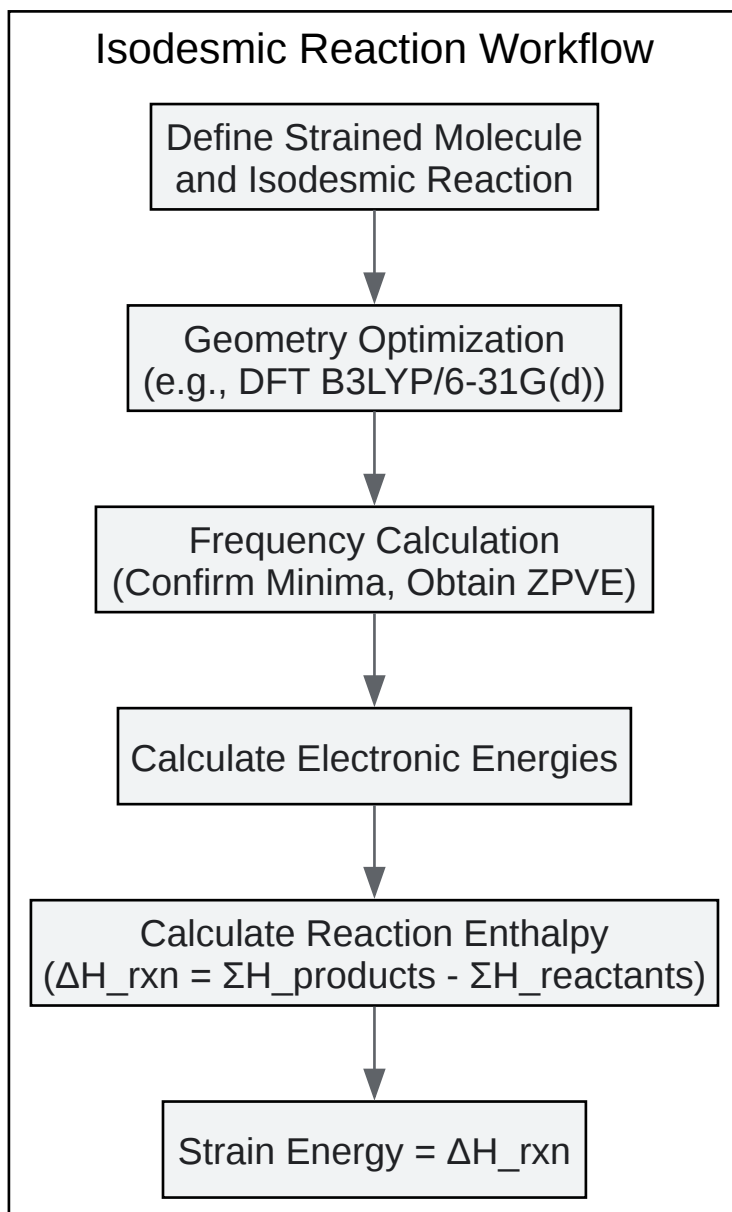 Isodesmic Reaction Workflow
Define Strained Molecule
and Isodesmic Reaction
Geometry Optimization
(e.g., DFT B3LYP/6-31G(d))
Frequency Calculation
(Confirm Minima, Obtain ZPVE)
Calculate Electronic Energies
Calculate Reaction Enthalpy
(ΔH_rxn = ΣH_products - ΣH_reactants)
Strain Energy = ΔH_rxn